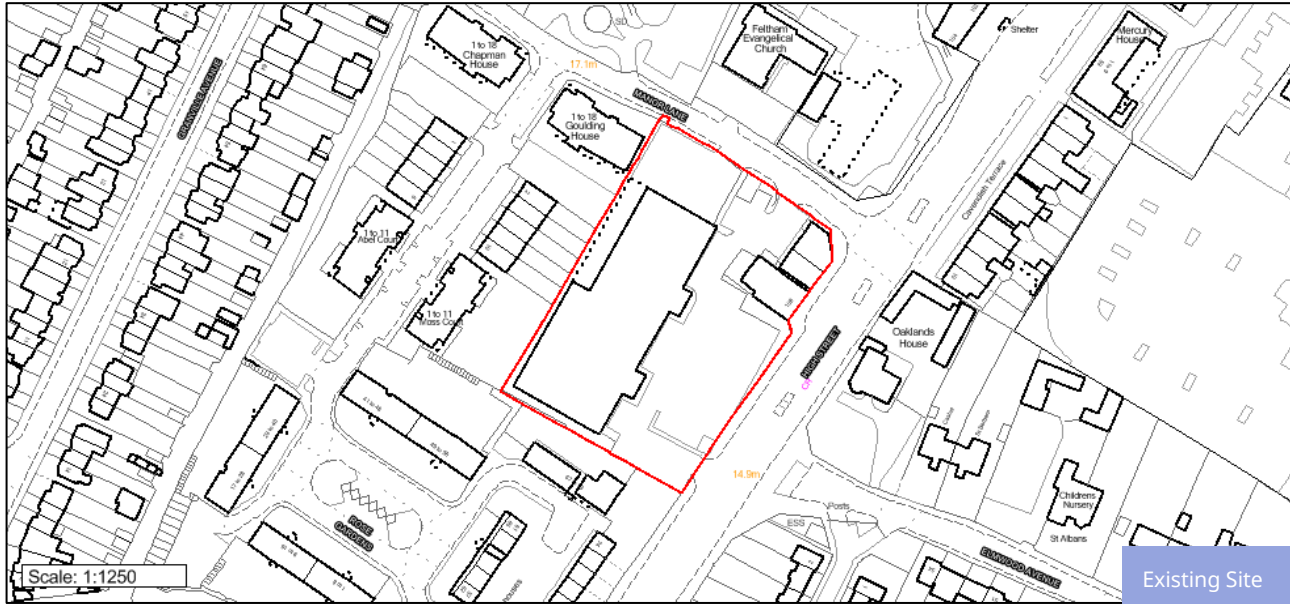 SD
Shelter
Feltham
Evangelical
Church
Mercury
House
1 to 18
Chapman
House
17.1m
MANOR LANE
GRANVILLE AVENUE
1 to 18
Goulding
House
Cavendish Terrace
1 to 11
Abel Court
1 to 11
Moss Court
Oaklands
House
HIGH STREET
14.9m
Childrens
Nursery
Posts
ESS
St Albans
ROSE
GARDENS
ELMWOOD AVENUE
Scale: 1:1250
Existing Site